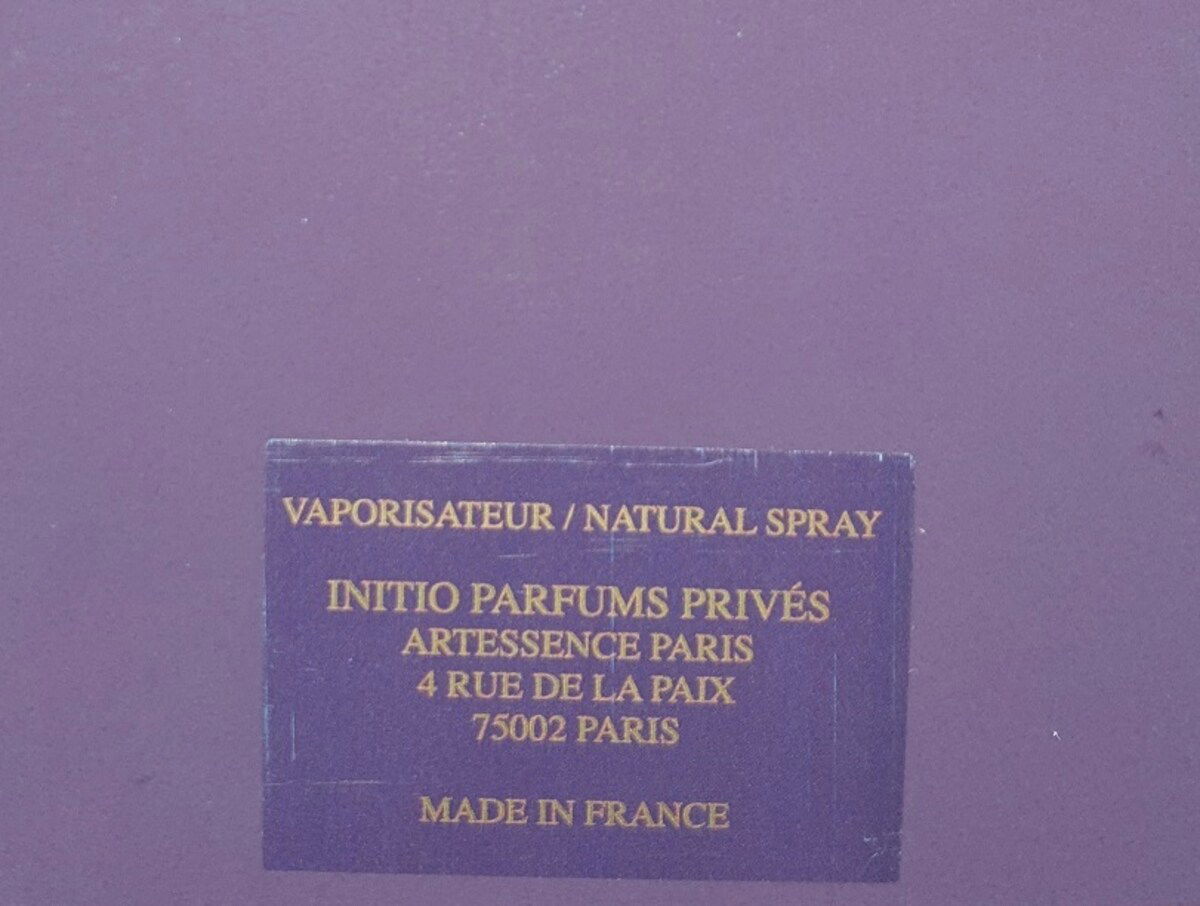 VAPORISATEUR / NATURAL SPRAY
INITIO PARFUMS PRIVÉS
ARTESSENCE PARIS
4 RUE DE LA PAIX
75002 PARIS
MADE IN FRANCE